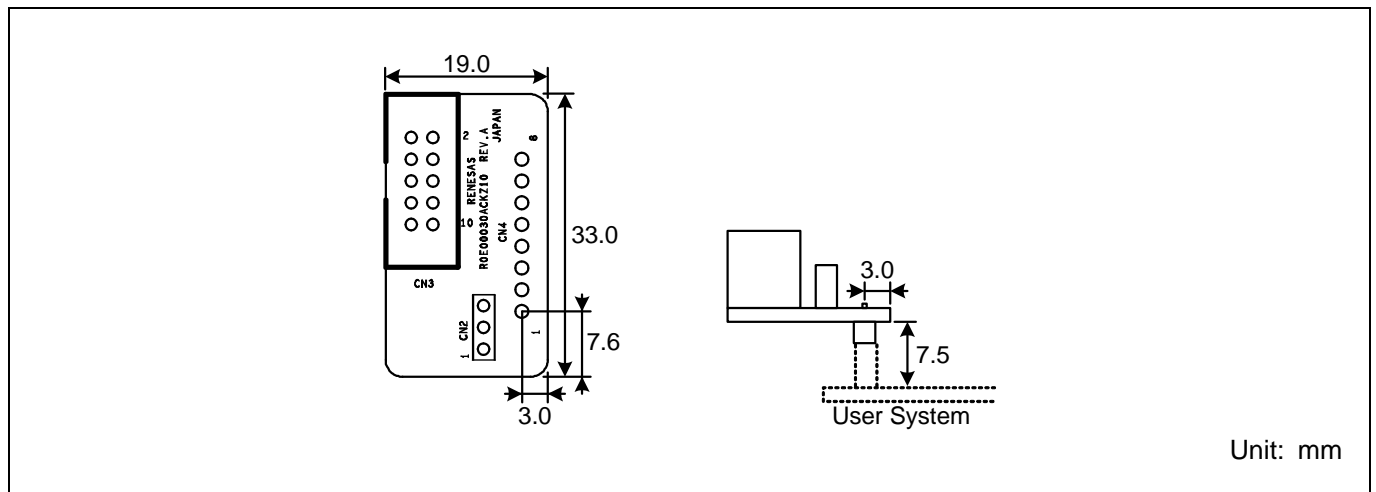 19.0
2
RENESAS
R0E00030ACKZ10 REV.A
JAPAN
8
10
CN4
33.0
CN3
CN2
1
1
7.6
3.0
3.0
7.5
User System
Unit: mm